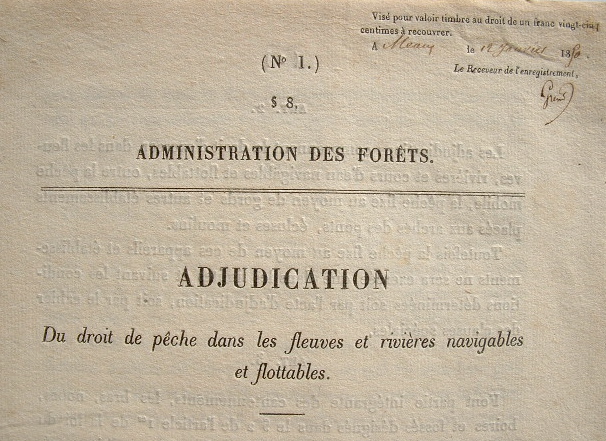 Visé pour valoir timbre au droit de un franc vingt-cinq
centimes à recouvrer.
A Meaux le 12 Janvier 18
Le Receveur de l'enregistrement,
(Nº 1.)
§ 8.
ADMINISTRATION DES FORÊTS.
ADJUDICATION
Du droit de pêche dans les fleuves et rivières navigables
et flottables.